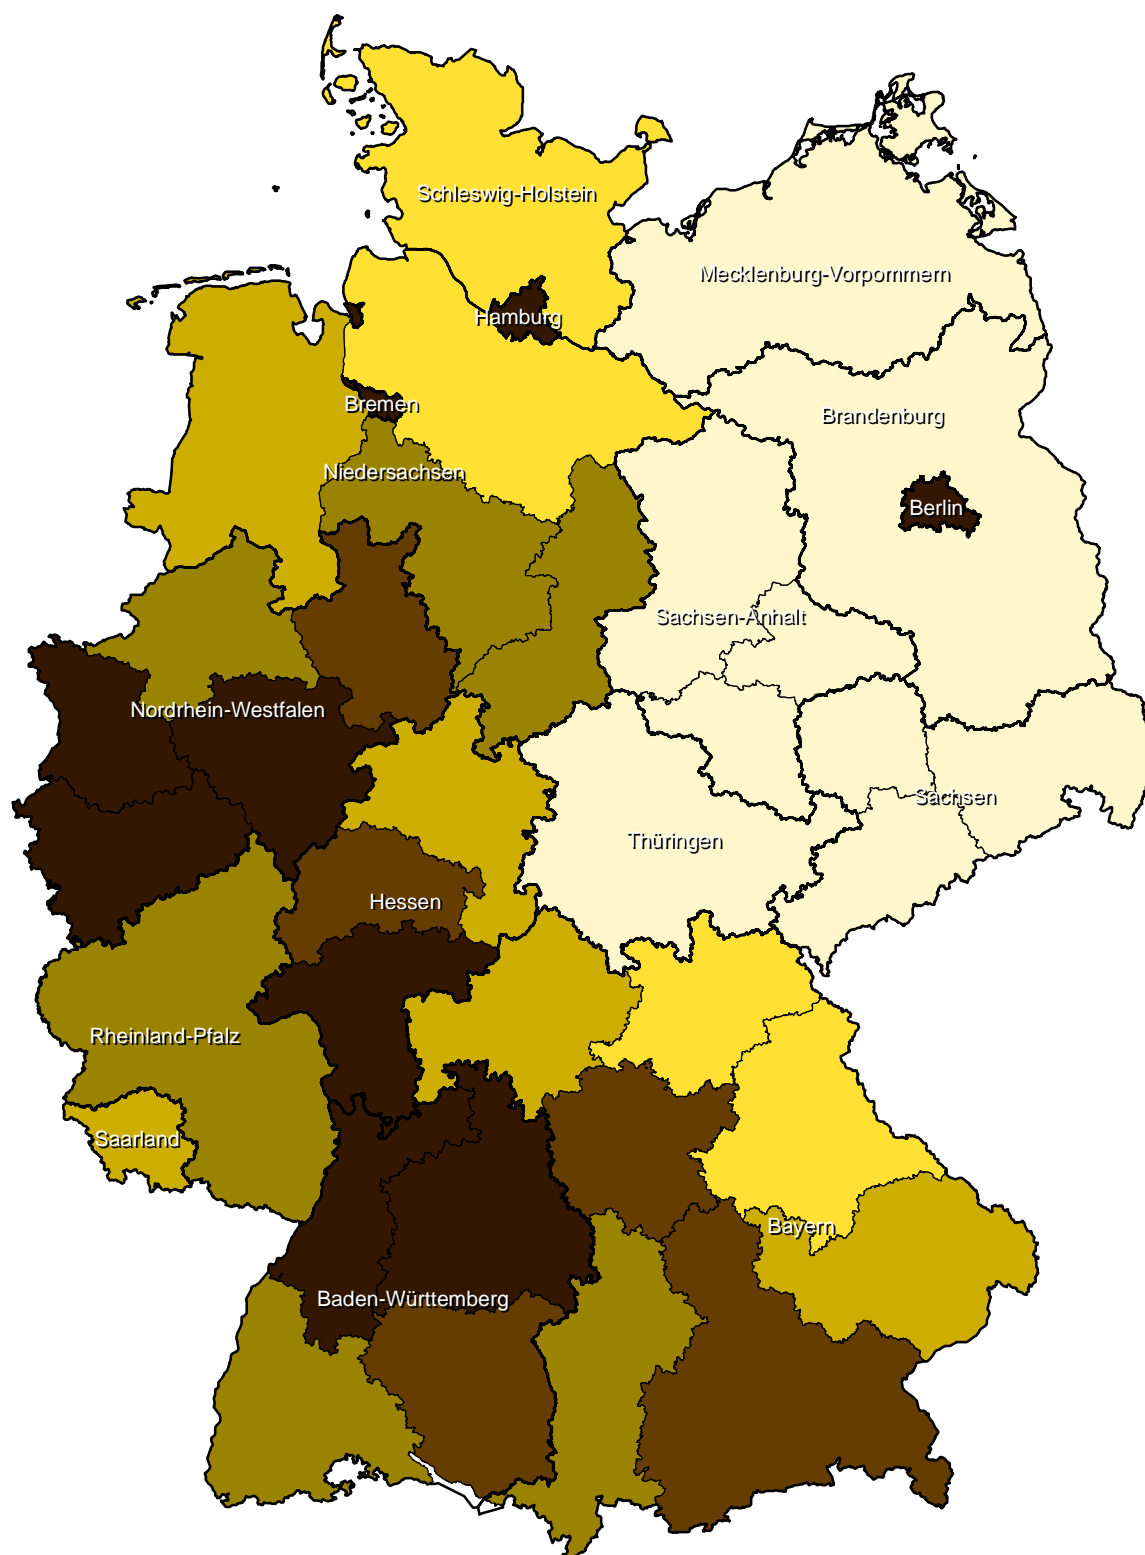 Schleswig-Holstein
Mecklenburg-Vorpommern
Hamburg
Bremen
Brandenburg
Niedersachsen
Berlin
Sachsen-Anhalt
Nordrhein-Westfalen
Sachsen
Thüringen
Hessen
Rheinland-Pfalz
Saarland
Bayern
Baden-Württemberg